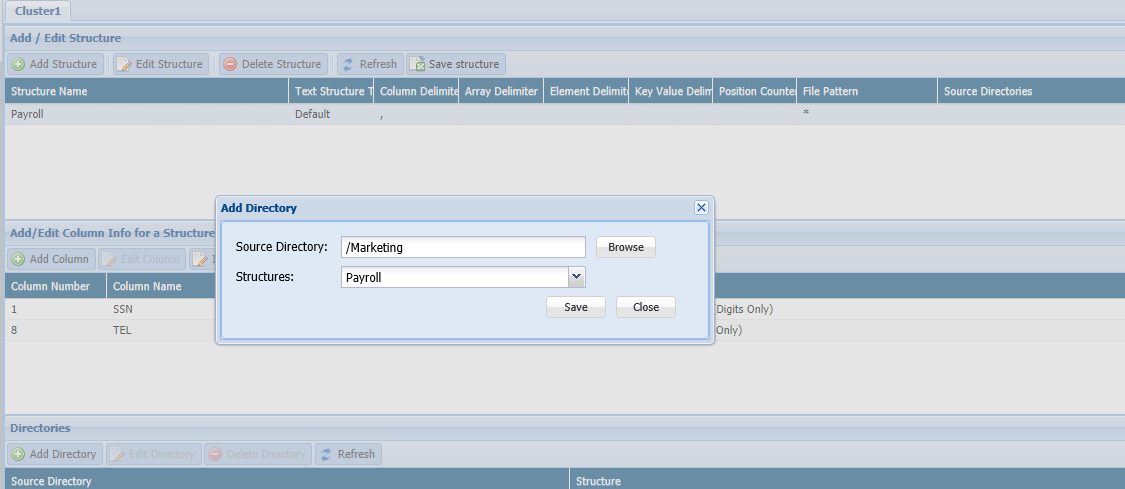 Cluster1
Add / Edit Structure
Add Structure Edit Structure Delete Structure Refresh Save structure
Structure Name Text Structure T Column Delimite Array Delimiter Element Delimite Key Value Delim Position Counter File Pattern Source Directories
Payroll Default , *
Add Directory
Source Directory: /Marketing Browse
Structures: Payroll
Save Close
Add/Edit Column Info for a Structure
Add Column Edit Column
Column Number Column Name
1 SSN (Digits Only)
8 TEL Only)
Directories
Add Directory Edit Directory Delete Directory Refresh
Source Directory Structure